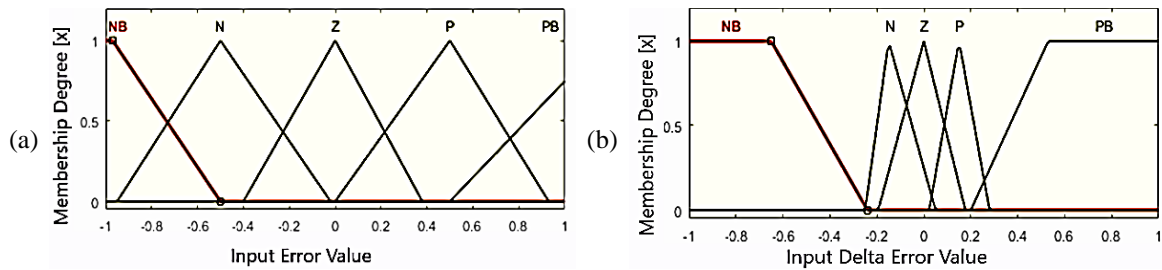 (a)
Membership Degree [x]
NB N Z P PB
1
0.5
0
-1 -0.8 -0.6 -0.4 -0.2 0 0.2 0.4 0.6 0.8 1
Input Error Value
(b)
Membership Degree [x]
NB N Z P PB
1
0.5
0
-1 -0.8 -0.6 -0.4 -0.2 0 0.2 0.4 0.6 0.8 1
Input Delta Error Value